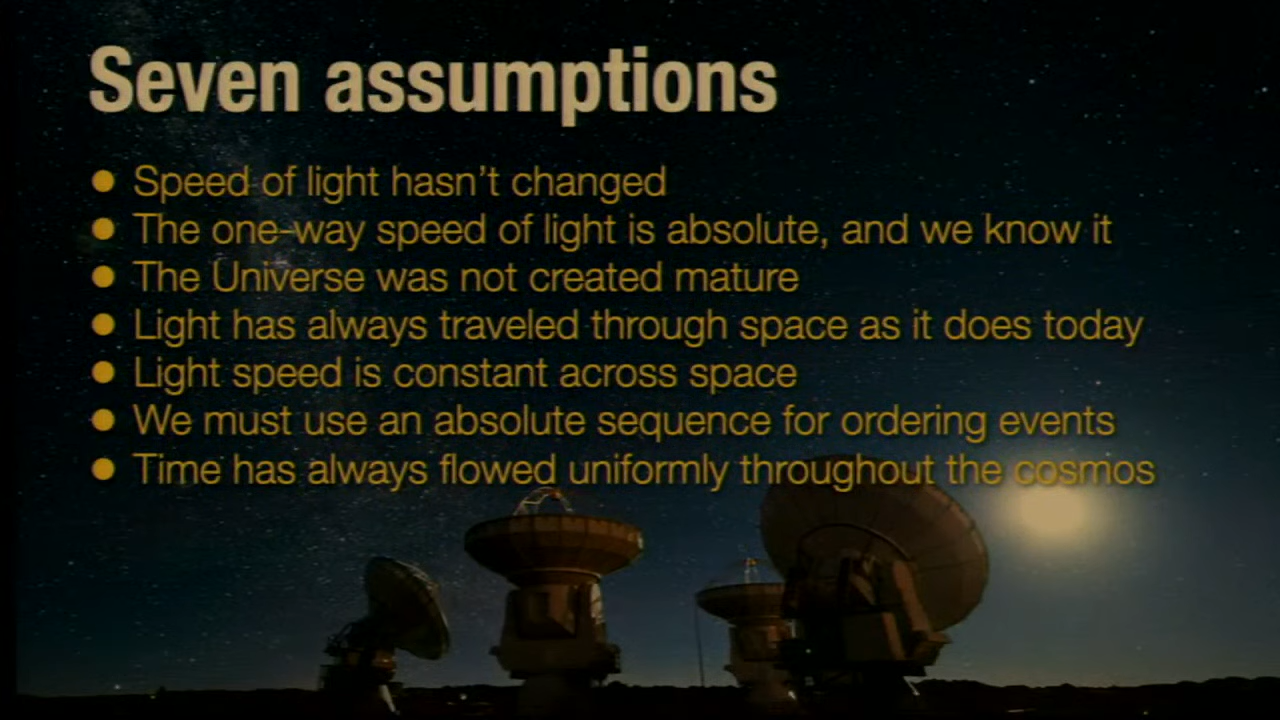 Seven assumptions
● Speed of light hasn't changed
● The one-way speed of light is absolute, and we know it
● The Universe was not created mature
● Light has always traveled through space as it does today
● Light speed is constant across space
● We must use an absolute sequence for ordering events
● Time has always flowed uniformly throughout the cosmos